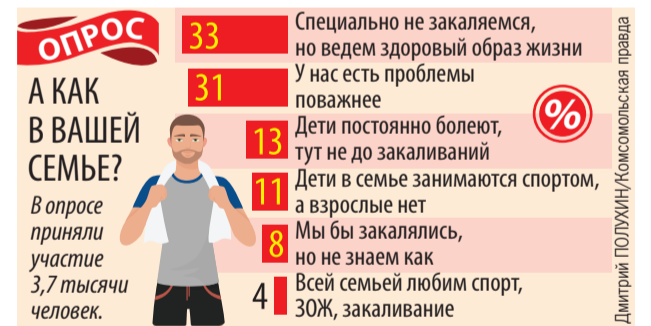 ОПРОС
А КАК
В ВАШЕЙ
СЕМЬЕ?
В опросе
приняли
участие
3,7 тысячи
человек.
33
Специально не закаляемся,
но ведем здоровый образ жизни
31
У нас есть проблемы
поважнее
%
13
Дети постоянно болеют,
тут не до закаливаний
11
Дети в семье занимаются спортом,
а взрослые нет
8
Мы бы закалялись,
но не знаем как
4
Всей семьей любим спорт,
ЗОЖ, закаливание
Дмитрий ПОЛУХИН/Комсомольская правда